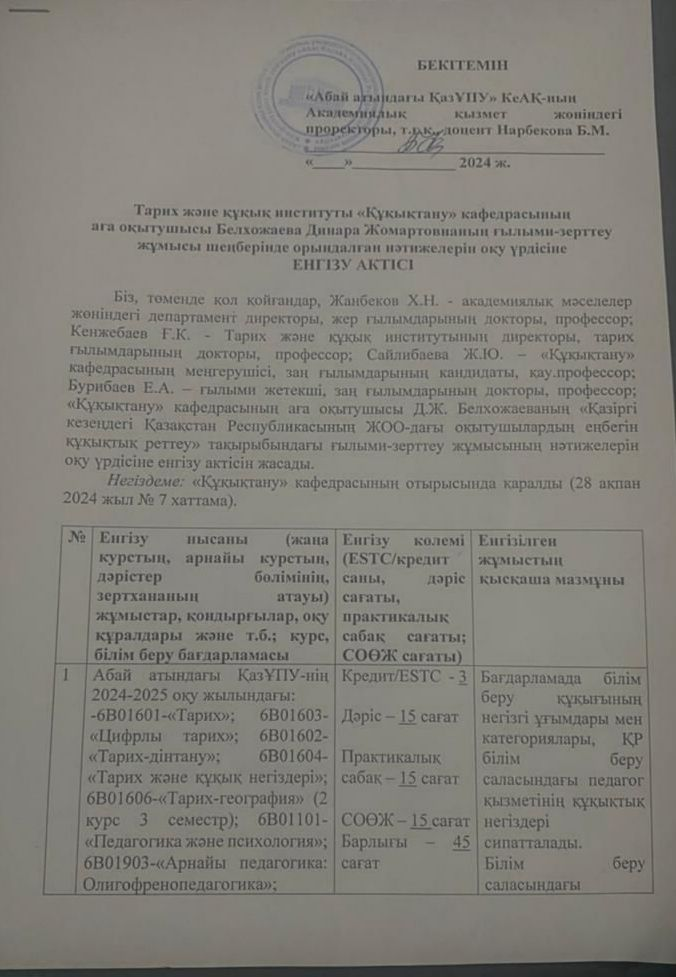 БЕКІТЕМІН
«Абай атындағы ҚазҰПУ» КеАҚ-ның
Академиялық қызмет жөніндегі
проректоры, т.ғ.к., доцент Нарбекова Б.М.
«____»______________ 2024 ж.
Тарих және құқық институты «Құқықтану» кафедрасының
аға оқытушысы Белхожаева Динара Жомартовнаның ғылыми-зерттеу
жұмысы шеңберінде орындалған нәтижелерін оқу үрдісіне
ЕНГІЗУ АКТІСІ
Біз, төменде қол қойғандар, Жанбеков Х.Н. - академиялық мәселелер
жөніндегі департамент директоры, жер ғылымдарының докторы, профессор;
Кенжебаев Ғ.К. - Тарих және құқық институтының директоры, тарих
ғылымдарының докторы, профессор; Сайлибаева Ж.Ю. – «Құқықтану»
кафедрасының меңгерушісі, заң ғылымдарының кандидаты, қау.профессор;
Бурибаев Е.А. – ғылыми жетекші, заң ғылымдарының докторы, профессор;
«Құқықтану» кафедрасының аға оқытушысы Д.Ж. Белхожаеваның «Қазіргі
кезеңдегі Қазақстан Республикасының ЖОО-дағы оқытушылардың еңбегін
құқықтық реттеу» тақырыбындағы ғылыми-зерттеу жұмысының нәтижелерін
оқу үрдісіне енгізу актісін жасады.
Негіздеме: «Құқықтану» кафедрасының отырысында қаралды (28 ақпан
2024 жыл № 7 хаттама).
№
Енгізу нысаны (жаңа
курстың, арнайы курстың,
дәрістер бөлімінің,
зертхананың атауы)
жұмыстар, қондырғылар, оқу
құралдары және т.б.; курс,
білім беру бағдарламасы
Енгізу көлемі
(ESTC/кредит
саны, дәріс
сағаты,
практикалық
сабақ сағаты;
СОӨЖ сағаты)
Енгізілген
жұмыстың
қысқаша мазмұны
1
Абай атындағы ҚазҰПУ-нің
2024-2025 оқу жылындағы:
-6В01601-«Тарих»; 6В01603-
«Цифрлы тарих»; 6В01602-
«Тарих-дінтану»; 6В01604-
«Тарих және құқық негіздері»;
6В01606-«Тарих-география» (2
курс 3 семестр); 6В01101-
«Педагогика және психология»;
6В01903-«Арнайы педагогика:
Олигофренопедагогика»;
Кредит/ESTC - 3
Дәріс – 15 сағат
Практикалық
сабақ – 15 сағат
СОӨЖ – 15 сағат
Барлығы – 45
сағат
Бағдарламада білім
беру құқығының
негізгі ұғымдары мен
категориялары, ҚР
білім беру
саласындағы педагог
қызметінің құқықтық
негіздері
сипатталады.
Білім беру
саласындағы